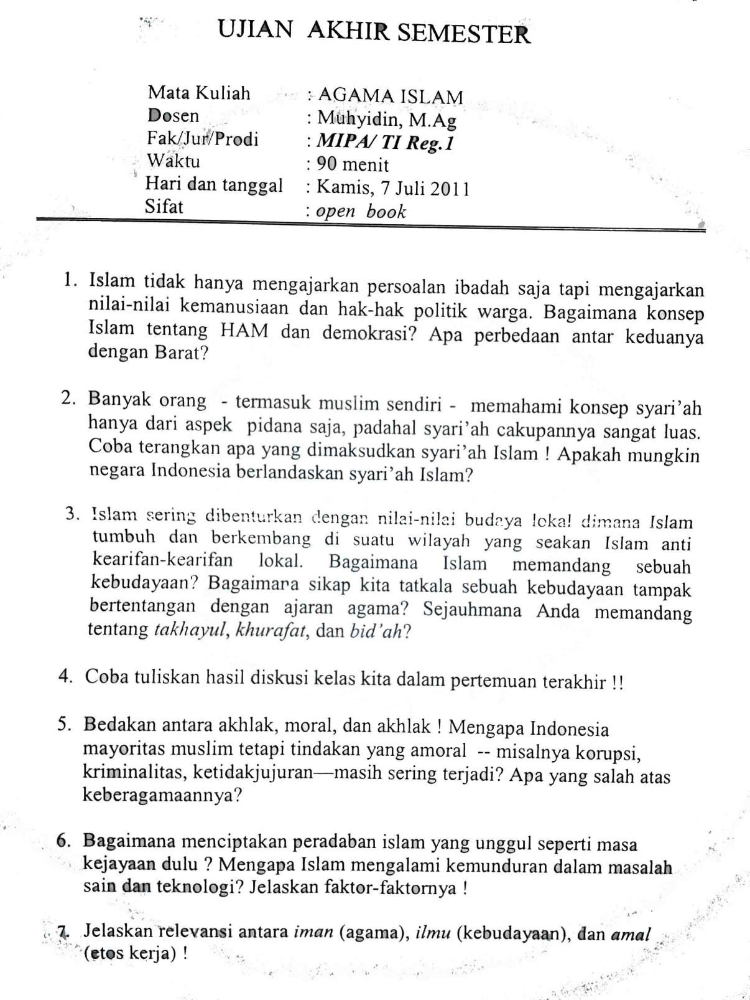 UJIAN AKHIR SEMESTER
Mata Kuliah : AGAMA ISLAM
Dosen : Muhyidin, M.Ag
Fak/Jur/Prodi : MIPA/ TI Reg.1
Waktu : 90 menit
Hari dan tanggal : Kamis, 7 Juli 2011
Sifat : open book
1. Islam tidak hanya mengajarkan persoalan ibadah saja tapi mengajarkan
nilai-nilai kemanusiaan dan hak-hak politik warga. Bagaimana konsep
Islam tentang HAM dan demokrasi? Apa perbedaan antar keduanya
dengan Barat?
2. Banyak orang - termasuk muslim sendiri - memahami konsep syari'ah
hanya dari aspek pidana saja, padahal syari'ah cakupannya sangat luas.
Coba terangkan apa yang dimaksudkan syari'ah Islam ! Apakah mungkin
negara Indonesia berlandaskan syari'ah Islam?
3. Islam sering dibenturkan dengan nilai-nilai budaya lokal dimana Islam
tumbuh dan berkembang di suatu wilayah yang seakan Islam anti
kearifan-kearifan lokal. Bagaimana Islam memandang sebuah
kebudayaan? Bagaimana sikap kita tatkala sebuah kebudayaan tampak
bertentangan dengan ajaran agama? Sejauhmana Anda memandang
tentang takhayul, khurafat, dan bid'ah?
4. Coba tuliskan hasil diskusi kelas kita dalam pertemuan terakhir !!
5. Bedakan antara akhlak, moral, dan akhlak ! Mengapa Indonesia
mayoritas muslim tetapi tindakan yang amoral -- misalnya korupsi,
kriminalitas, ketidakjujuran—masih sering terjadi? Apa yang salah atas
keberagamaannya?
6. Bagaimana menciptakan peradaban islam yang unggul seperti masa
kejayaan dulu ? Mengapa Islam mengalami kemunduran dalam masalah
sain dan teknologi? Jelaskan faktor-faktornya !
7. Jelaskan relevansi antara iman (agama), ilmu (kebudayaan), dan amal
(etos kerja) !